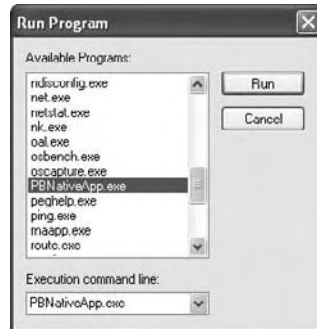 Run Program
Available Programs:
ndisconfig.exe
net.exe
netstat.exe
nk.exe
oal.exe
osbench.exe
oscapture.exe
PBNativeApp.exe
peghelp.exe
ping.exe
rnaapp.exe
route.exe
Run
Cancel
Execution command line:
PBNativeApp.exe